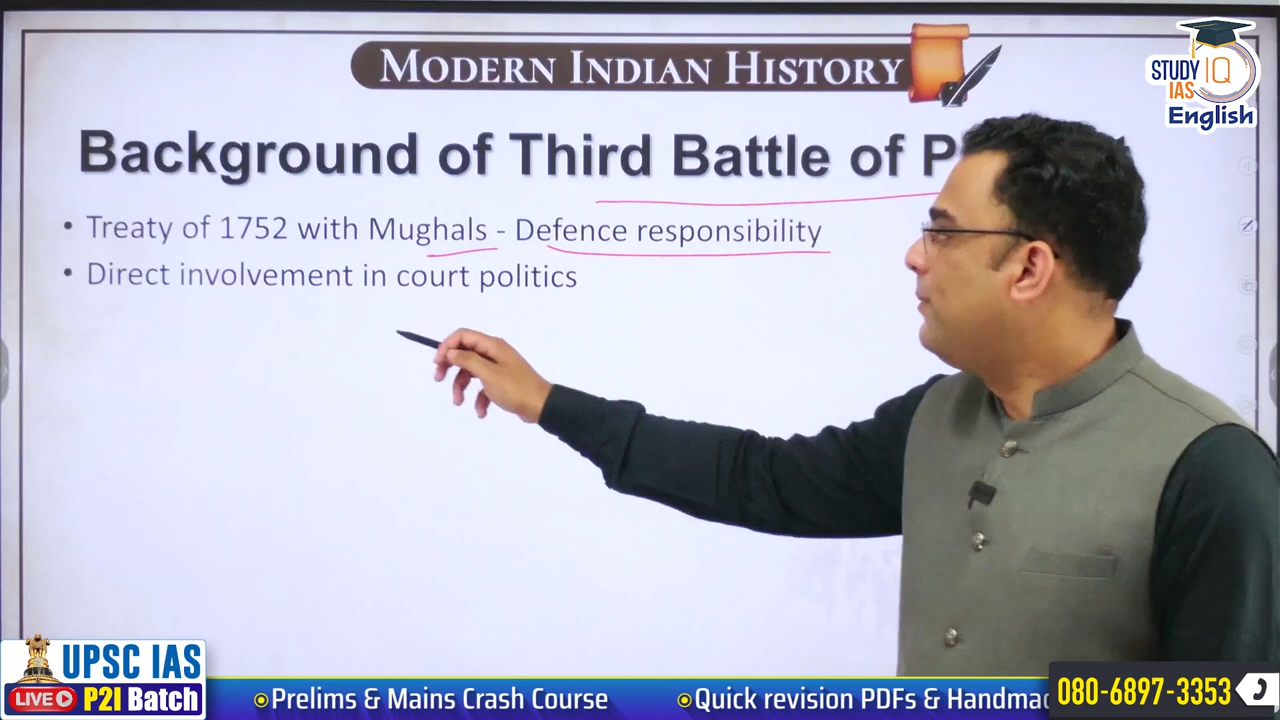 MODERN INDIAN HISTORY
STUDY IQ
IAS
English
Background of Third Battle of
• Treaty of 1752 with Mughals - Defence responsibility
• Direct involvement in court politics
UPSC IAS
LIVE P2I Batch
Prelims & Mains Crash Course
Quick revision PDFs &
080-6897-3353